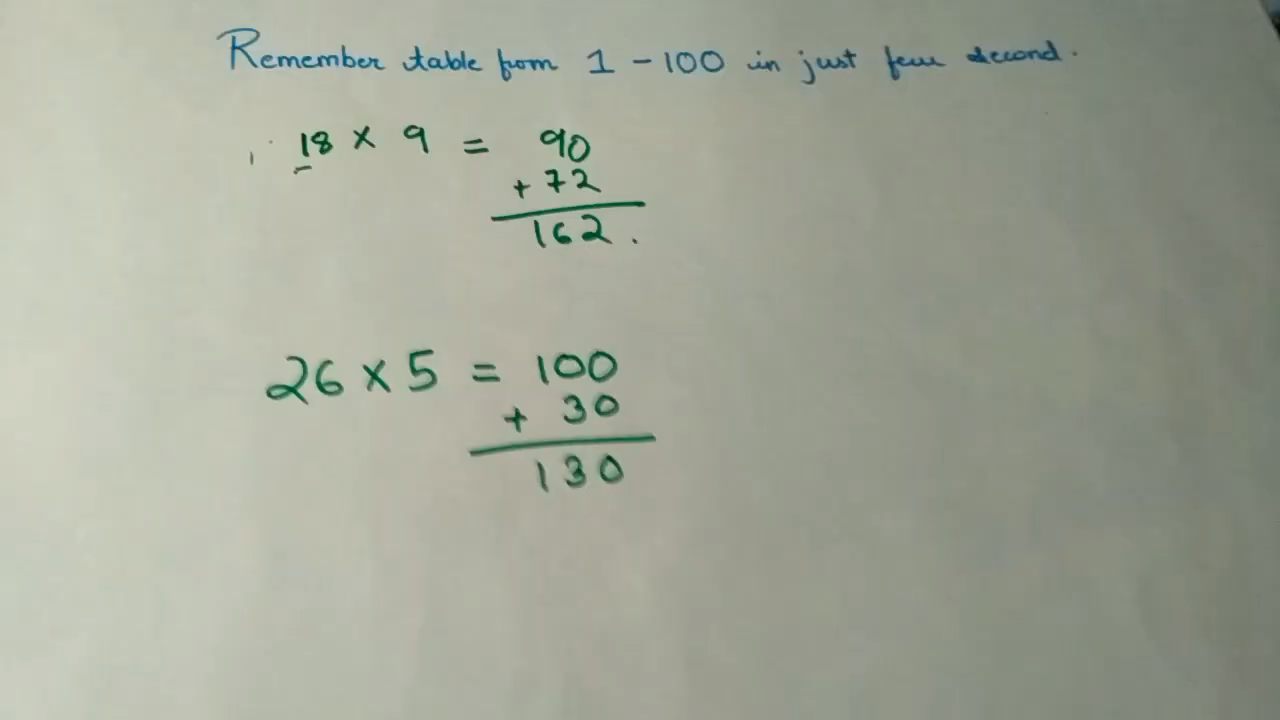 Remember table from 1 - 100 in just few second.
18 × 9 = 90
+ 72
162.
26 × 5 = 100
+ 30
130